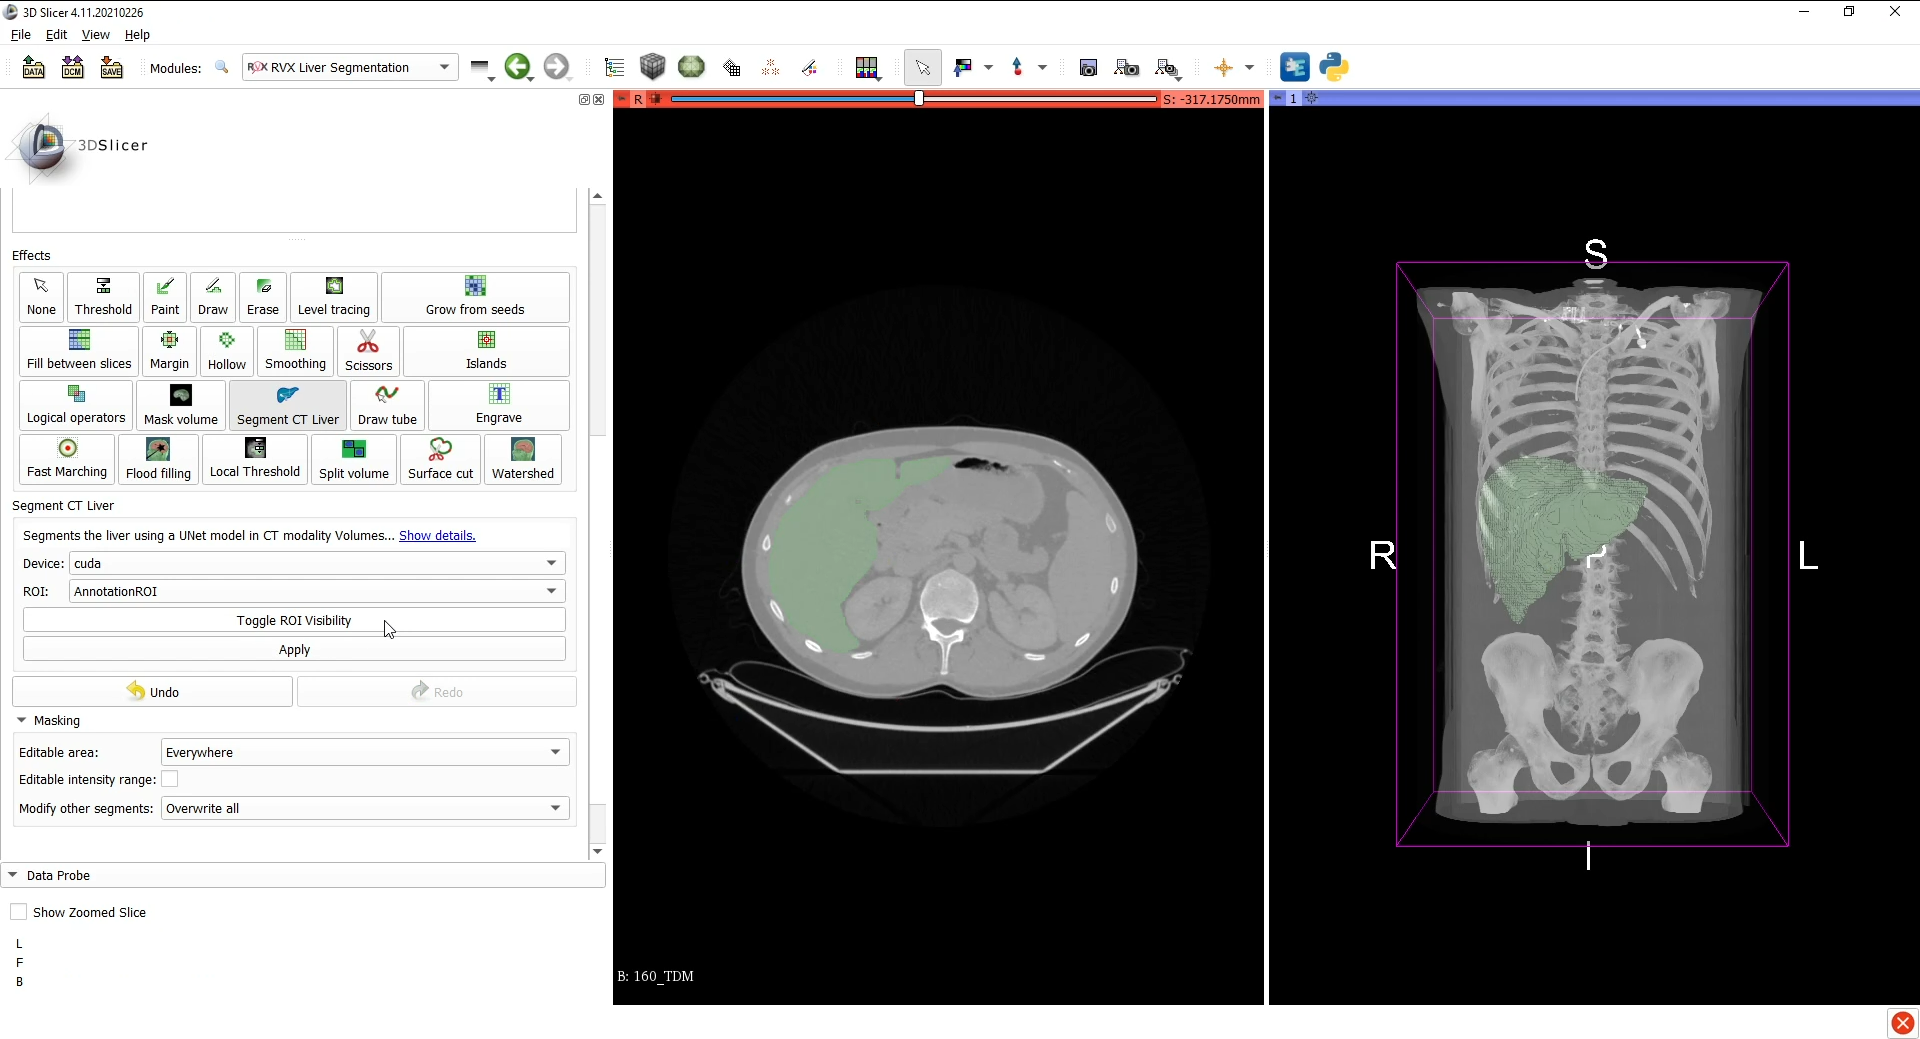 3D Slicer 4.11.20210226
File Edit View Help
DATA DCM SAVE Modules: RVX RVX Liver Segmentation
R S: -317.1750mm 1
3DSlicer
Effects
None Threshold Paint Draw Erase Level tracing Grow from seeds
Fill between slices Margin Hollow Smoothing Scissors Islands
Logical operators Mask volume Segment CT Liver Draw tube Engrave
Fast Marching Flood filling Local Threshold Split volume Surface cut Watershed
Segment CT Liver
Segments the liver using a UNet model in CT modality Volumes... Show details.
Device: cuda
ROI: AnnotationROI
Toggle ROI Visibility
Apply
Undo Redo
Masking
Editable area: Everywhere
Editable intensity range:
Modify other segments: Overwrite all
Data Probe
Show Zoomed Slice
L
F
B
B: 160_TDM
S
R L
I